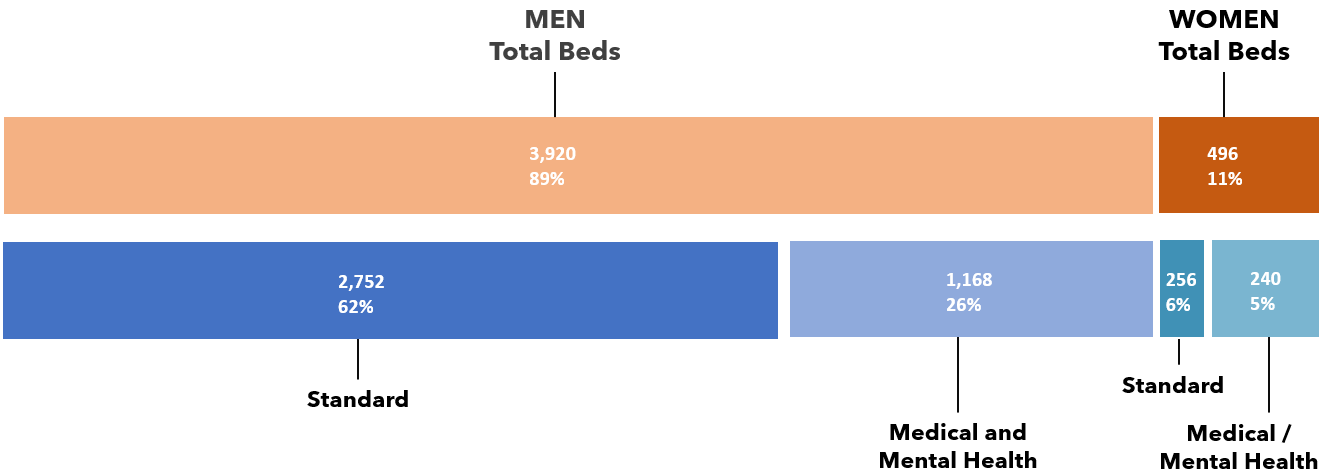 MEN
Total Beds
WOMEN
Total Beds
3,920
89%
496
11%
2,752
62%
1,168
26%
256
6%
240
5%
Standard
Medical and
Mental Health
Standard
Medical /
Mental Health